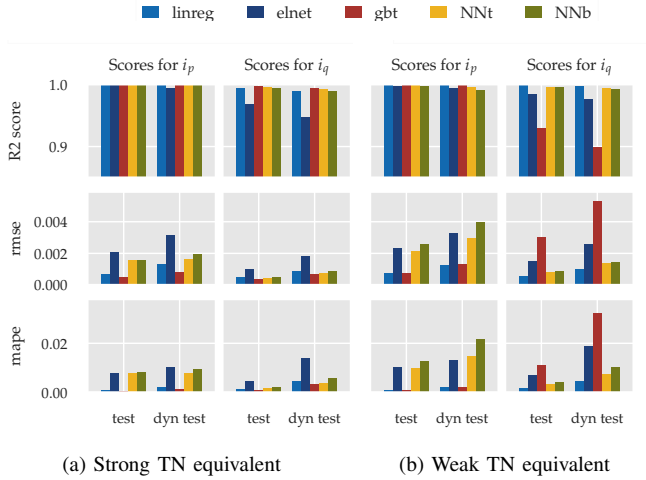 linreg elnet gbt NNt NNb
Scores for i_p Scores for i_q Scores for i_p Scores for i_q
1.0
0.9
R2 score
0.004
0.002
0.000
rmse
0.02
0.00
mape
test dyn test test dyn test test dyn test test dyn test
(a) Strong TN equivalent (b) Weak TN equivalent